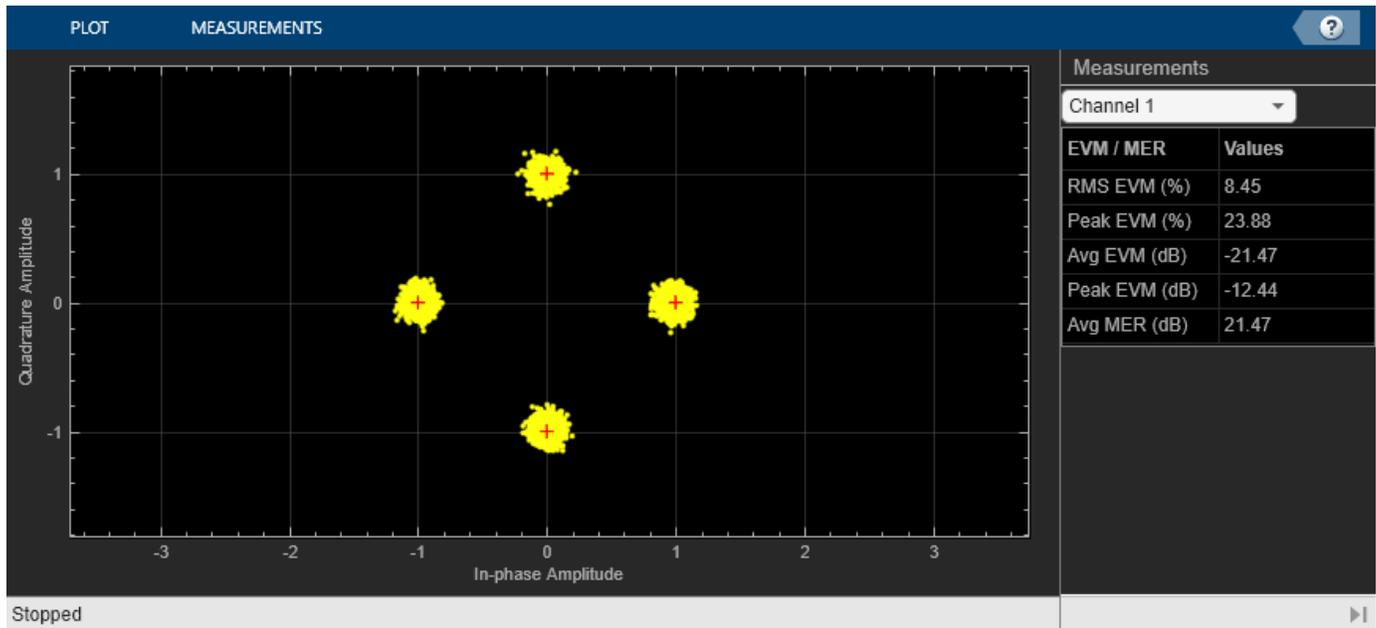 PLOT MEASUREMENTS ?
Measurements
Channel 1
EVM / MER Values
RMS EVM (%) 8.45
Peak EVM (%) 23.88
Avg EVM (dB) -21.47
Peak EVM (dB) -12.44
Avg MER (dB) 21.47
Quadrature Amplitude
1
0
-1
-3 -2 -1 0 1 2 3
In-phase Amplitude
Stopped